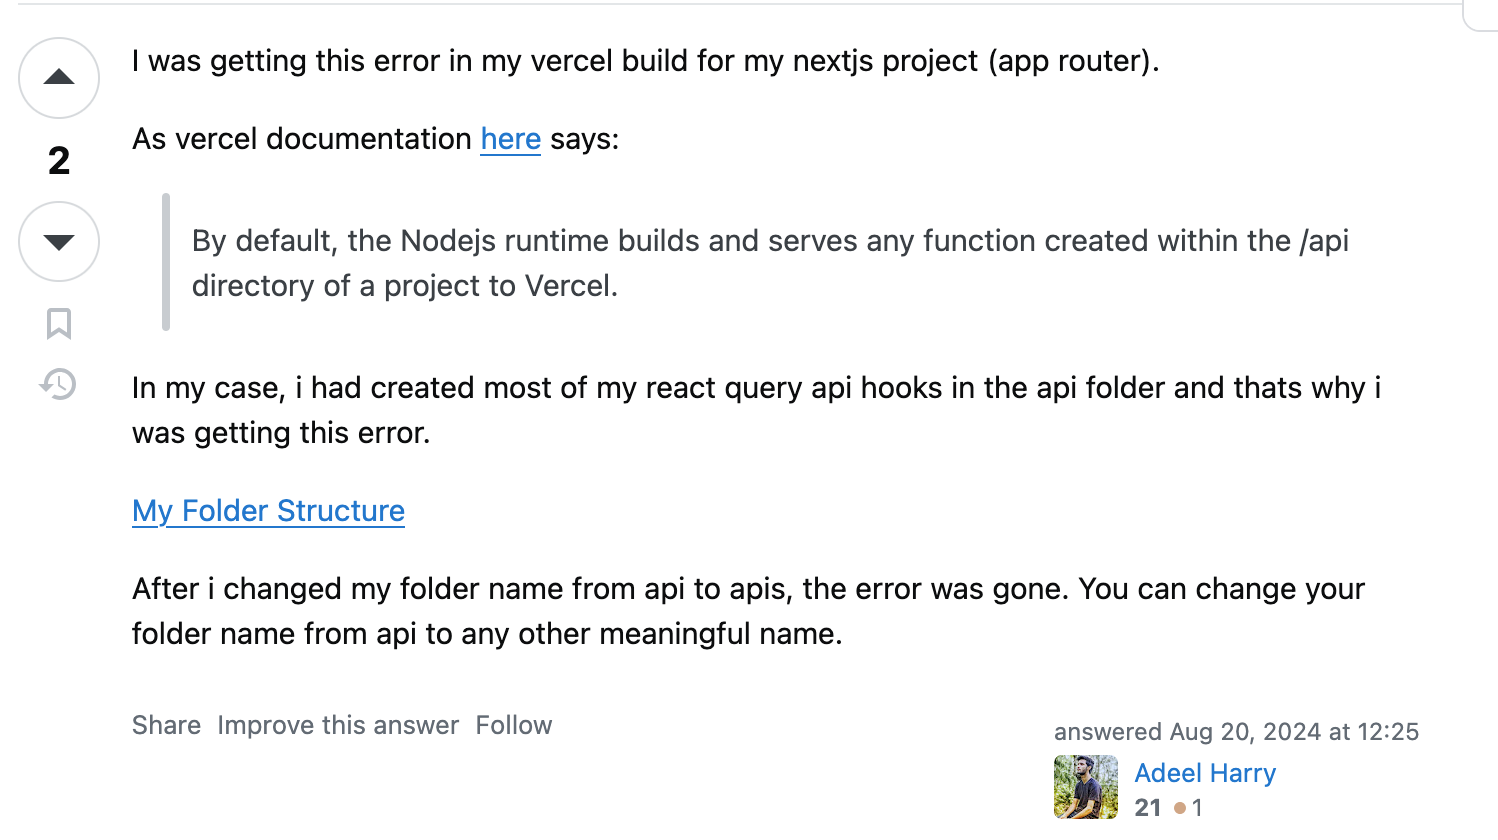 I was getting this error in my vercel build for my nextjs project (app router).
As vercel documentation here says:
2
By default, the Nodejs runtime builds and serves any function created within the /api
directory of a project to Vercel.
In my case, i had created most of my react query api hooks in the api folder and thats why i
was getting this error.
My Folder Structure
After i changed my folder name from api to apis, the error was gone. You can change your
folder name from api to any other meaningful name.
Share Improve this answer Follow
answered Aug 20, 2024 at 12:25
Adeel Harry
21 1